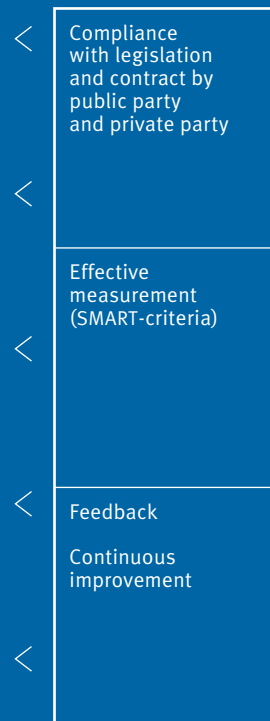 Compliance
with legislation
and contract by
public party
and private party
Effective
measurement
(SMART-criteria)
Feedback
Continuous
improvement